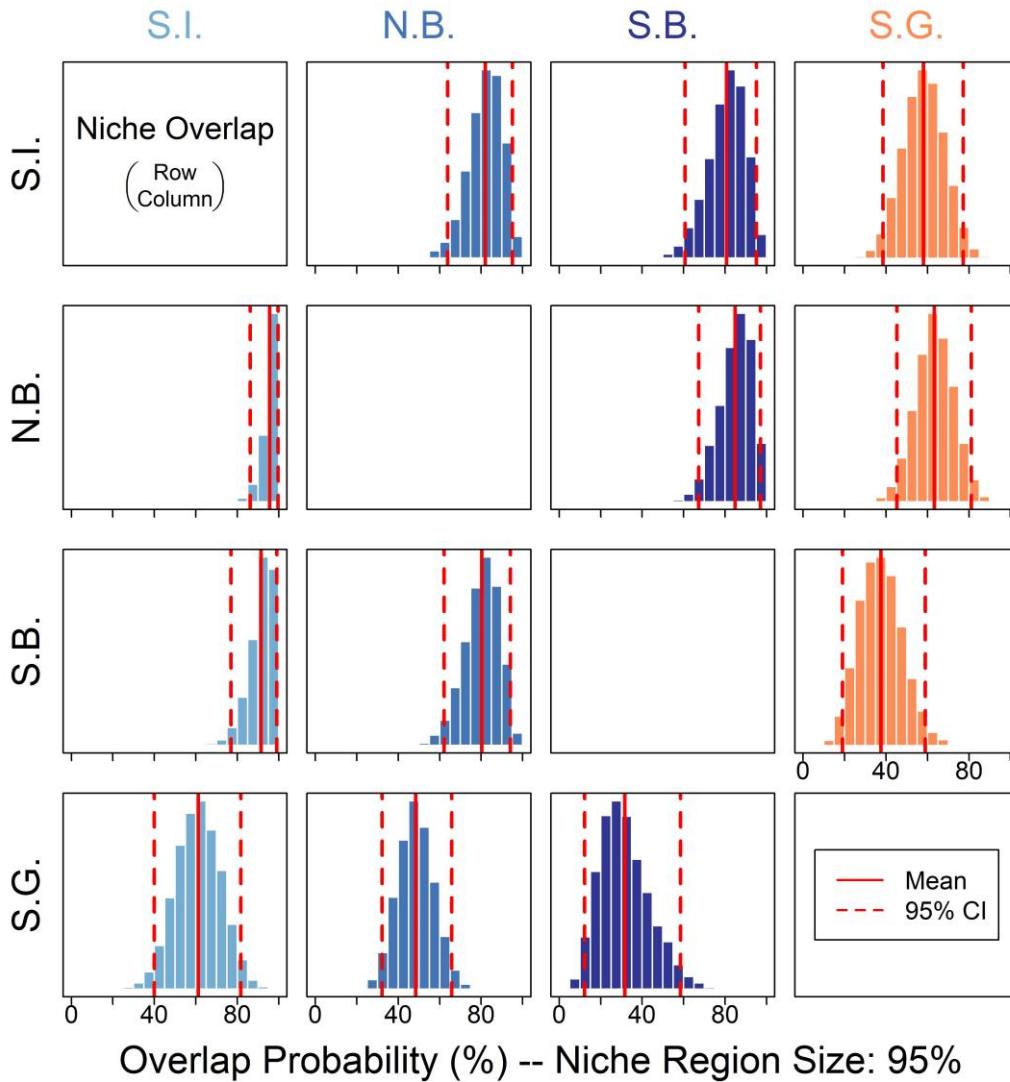 S.I. N.B. S.B. S.G.
S.I.
Niche Overlap
(Row
Column)
N.B.
S.B.
0 40 80
S.G.
Mean
95% CI
0 40 80 0 40 80 0 40 80
Overlap Probability (%) -- Niche Region Size: 95%